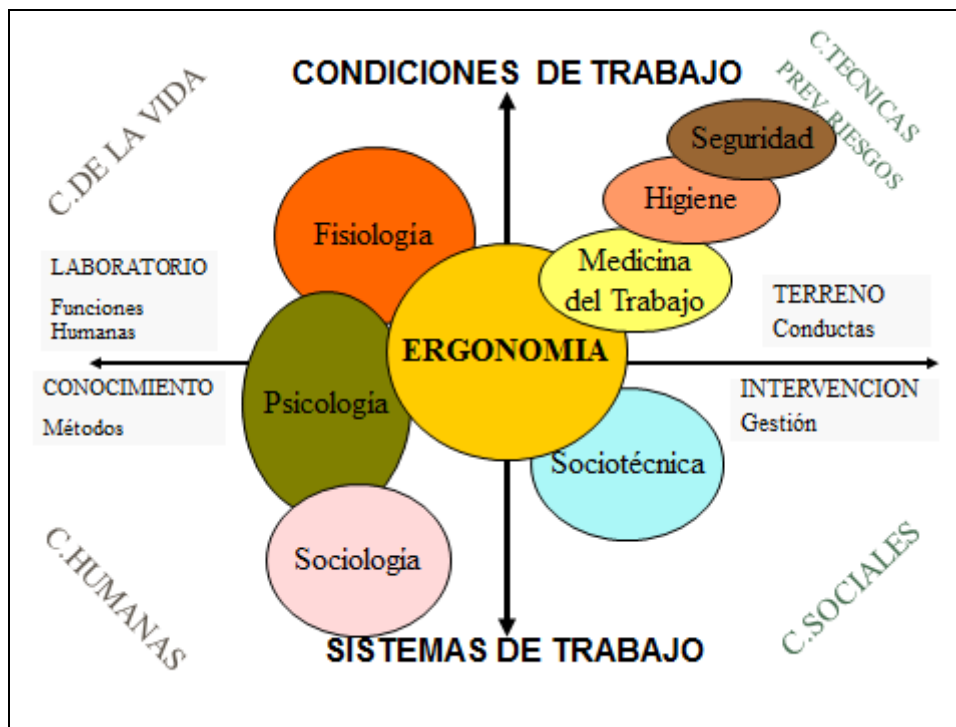 CONDICIONES DE TRABAJO
C.DE LA VIDA
C.TECNICAS
PREV.RIESGOS
Seguridad
Higiene
Fisiología
Medicina
del Trabajo
LABORATORIO
Funciones
Humanas
TERRENO
Conductas
ERGONOMIA
CONOCIMIENTO
Métodos
Psicología
INTERVENCION
Gestión
Sociotécnica
Sociología
C.HUMANAS
C.SOCIALES
SISTEMAS DE TRABAJO